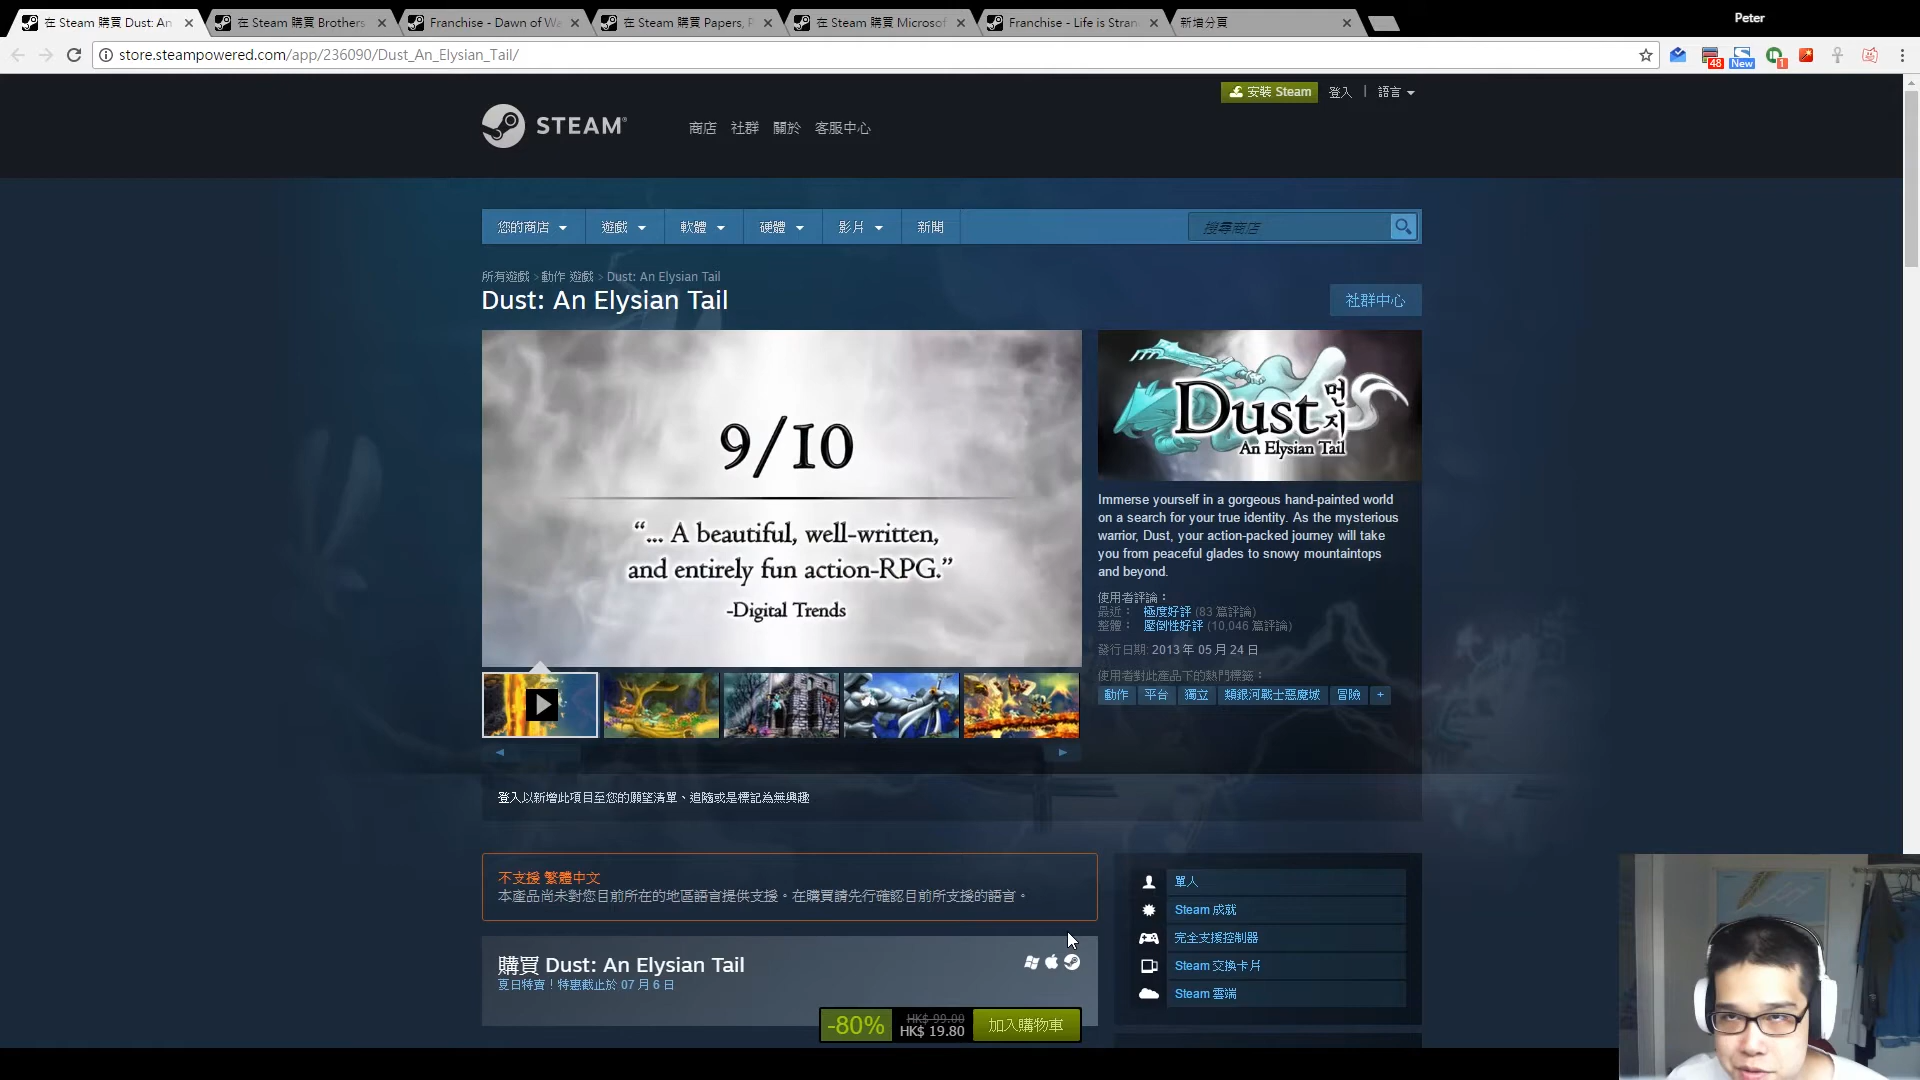 在 Steam 購買 Dust: An
在 Steam 購買 Brothers
Franchise - Dawn of Wa
在 Steam 購買 Papers, P
在 Steam 購買 Microsof
Franchise - Life is Stran
新增分頁
Peter
store.steampowered.com/app/236090/Dust_An_Elysian_Tail/
48
New
1
安裝 Steam
登入
語言
STEAM
商店 社群 關於 客服中心
您的商店 遊戲 軟體 硬體 影片 新聞
搜尋商店
所有遊戲 > 動作 遊戲 > Dust: An Elysian Tail
Dust: An Elysian Tail
社群中心
9/10
“... A beautiful, well-written,
and entirely fun action-RPG.”
-Digital Trends
Dust 먼지
An Elysian Tail
Immerse yourself in a gorgeous hand-painted world
on a search for your true identity. As the mysterious
warrior, Dust, your action-packed journey will take
you from peaceful glades to snowy mountaintops
and beyond.
使用者評論：
最近： 極度好評 (83 篇評論)
整體： 壓倒性好評 (10,046 篇評論)
發行日期: 2013 年 05 月 24 日
使用者對此產品下的熱門標籤：
動作 平台 獨立 類銀河戰士惡魔城 冒險 +
登入以新增此項目至您的願望清單、追隨或是標記為無興趣
不支援 繁體中文
本產品尚未對您目前所在的地區語言提供支援。在購買請先行確認目前所支援的語言。
單人
Steam 成就
完全支援控制器
Steam 交換卡片
Steam 雲端
購買 Dust: An Elysian Tail
夏日特賣！特惠截止於 07 月 6 日
-80%
HK$ 99.00
HK$ 19.80
加入購物車